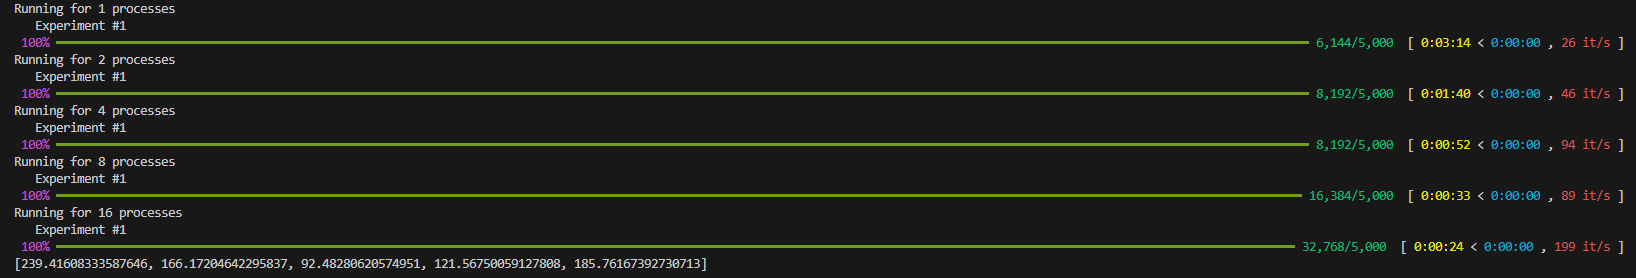 Running for 1 processes
Experiment #1
100% 6,144/5,000 [ 0:03:14 < 0:00:00 , 26 it/s ]
Running for 2 processes
Experiment #1
100% 8,192/5,000 [ 0:01:40 < 0:00:00 , 46 it/s ]
Running for 4 processes
Experiment #1
100% 8,192/5,000 [ 0:00:52 < 0:00:00 , 94 it/s ]
Running for 8 processes
Experiment #1
100% 16,384/5,000 [ 0:00:33 < 0:00:00 , 89 it/s ]
Running for 16 processes
Experiment #1
100% 32,768/5,000 [ 0:00:24 < 0:00:00 , 199 it/s ]
[239.41608333587646, 166.17204642295837, 92.48280620574951, 121.56750059127808, 185.76167392730713]